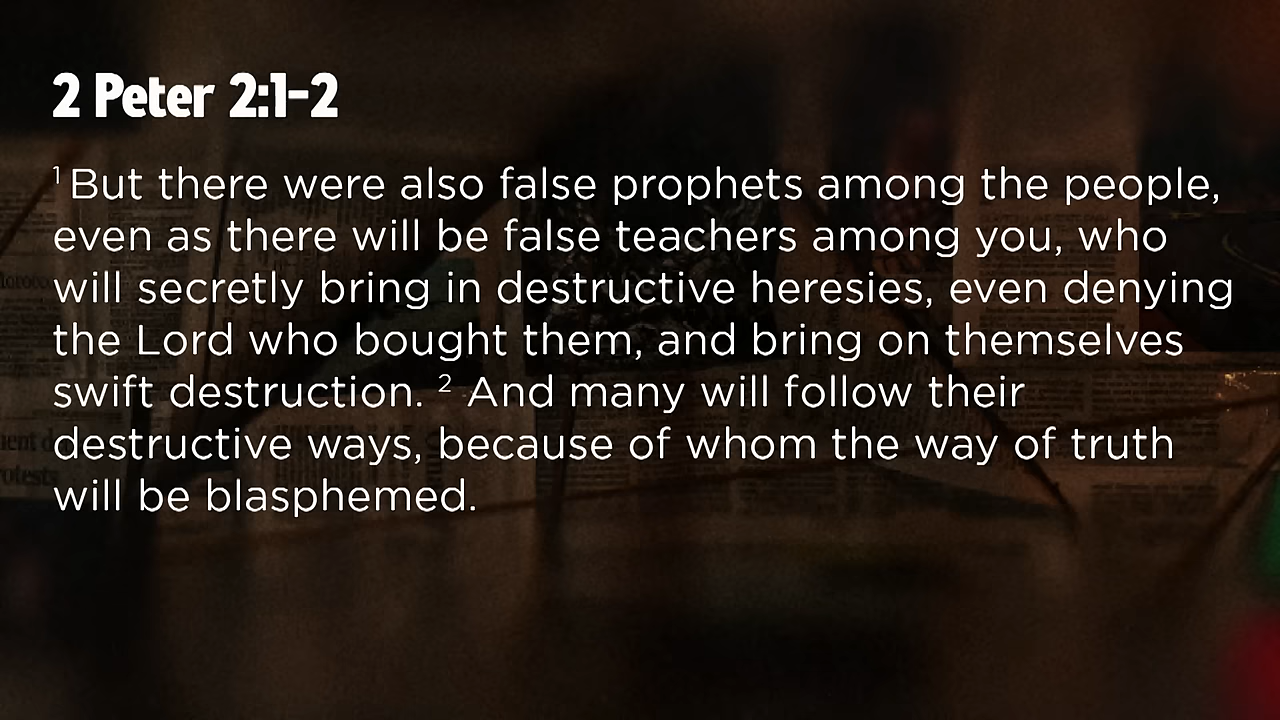 2 Peter 2:1-2
1 But there were also false prophets among the people,
even as there will be false teachers among you, who
will secretly bring in destructive heresies, even denying
the Lord who bought them, and bring on themselves
swift destruction. 2 And many will follow their
destructive ways, because of whom the way of truth
will be blasphemed.